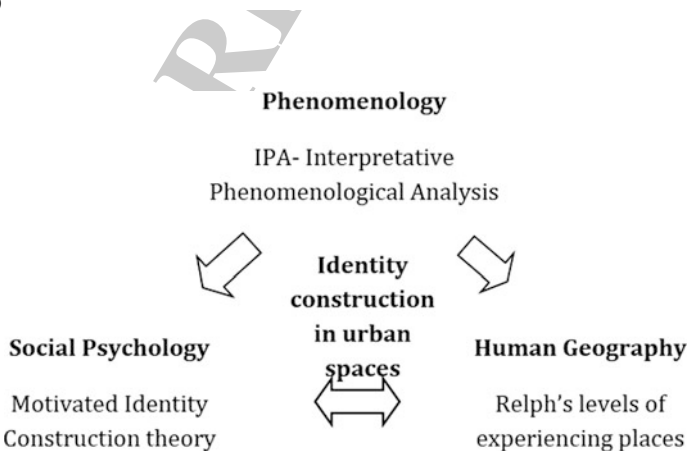 Phenomenology
IPA- Interpretative
Phenomenological Analysis
Identity
construction
in urban
spaces
Social Psychology
Motivated Identity
Construction theory
Human Geography
Relph's levels of
experiencing places